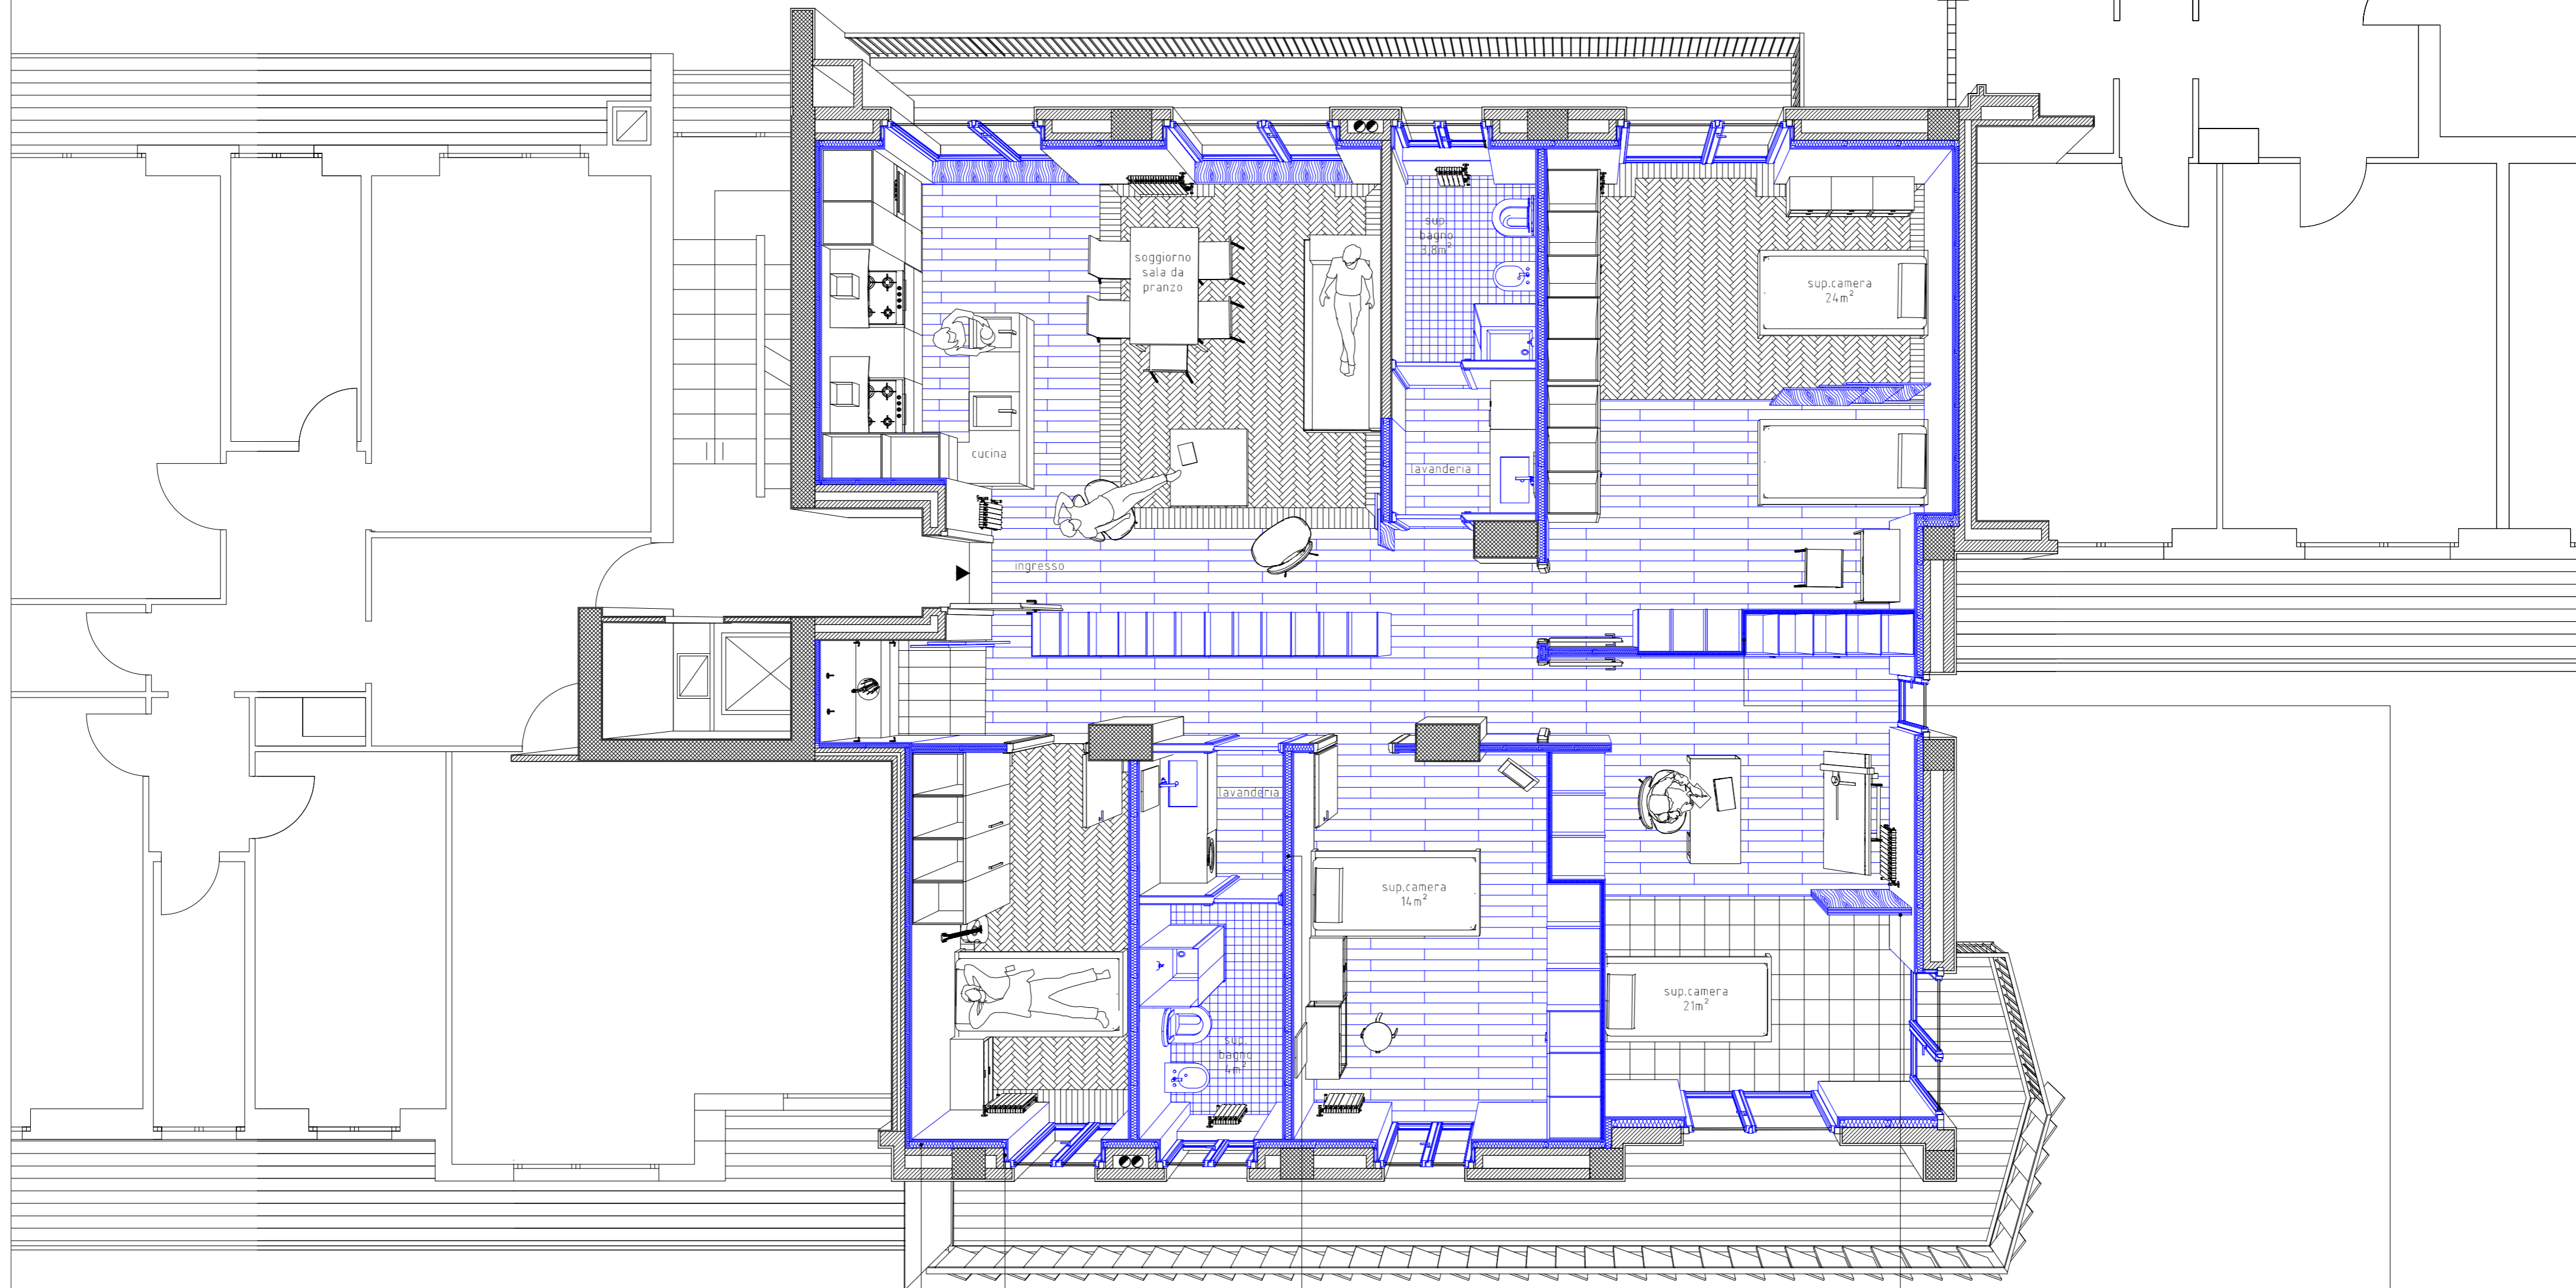 soggiorno
sala da
pranzo
sup.
bagno
3,8m²
sup.camera
24m²
cucina
lavanderia
ingresso
lavanderia
sup.camera
14m²
sup.camera
21m²
sup.
bagno
4m²